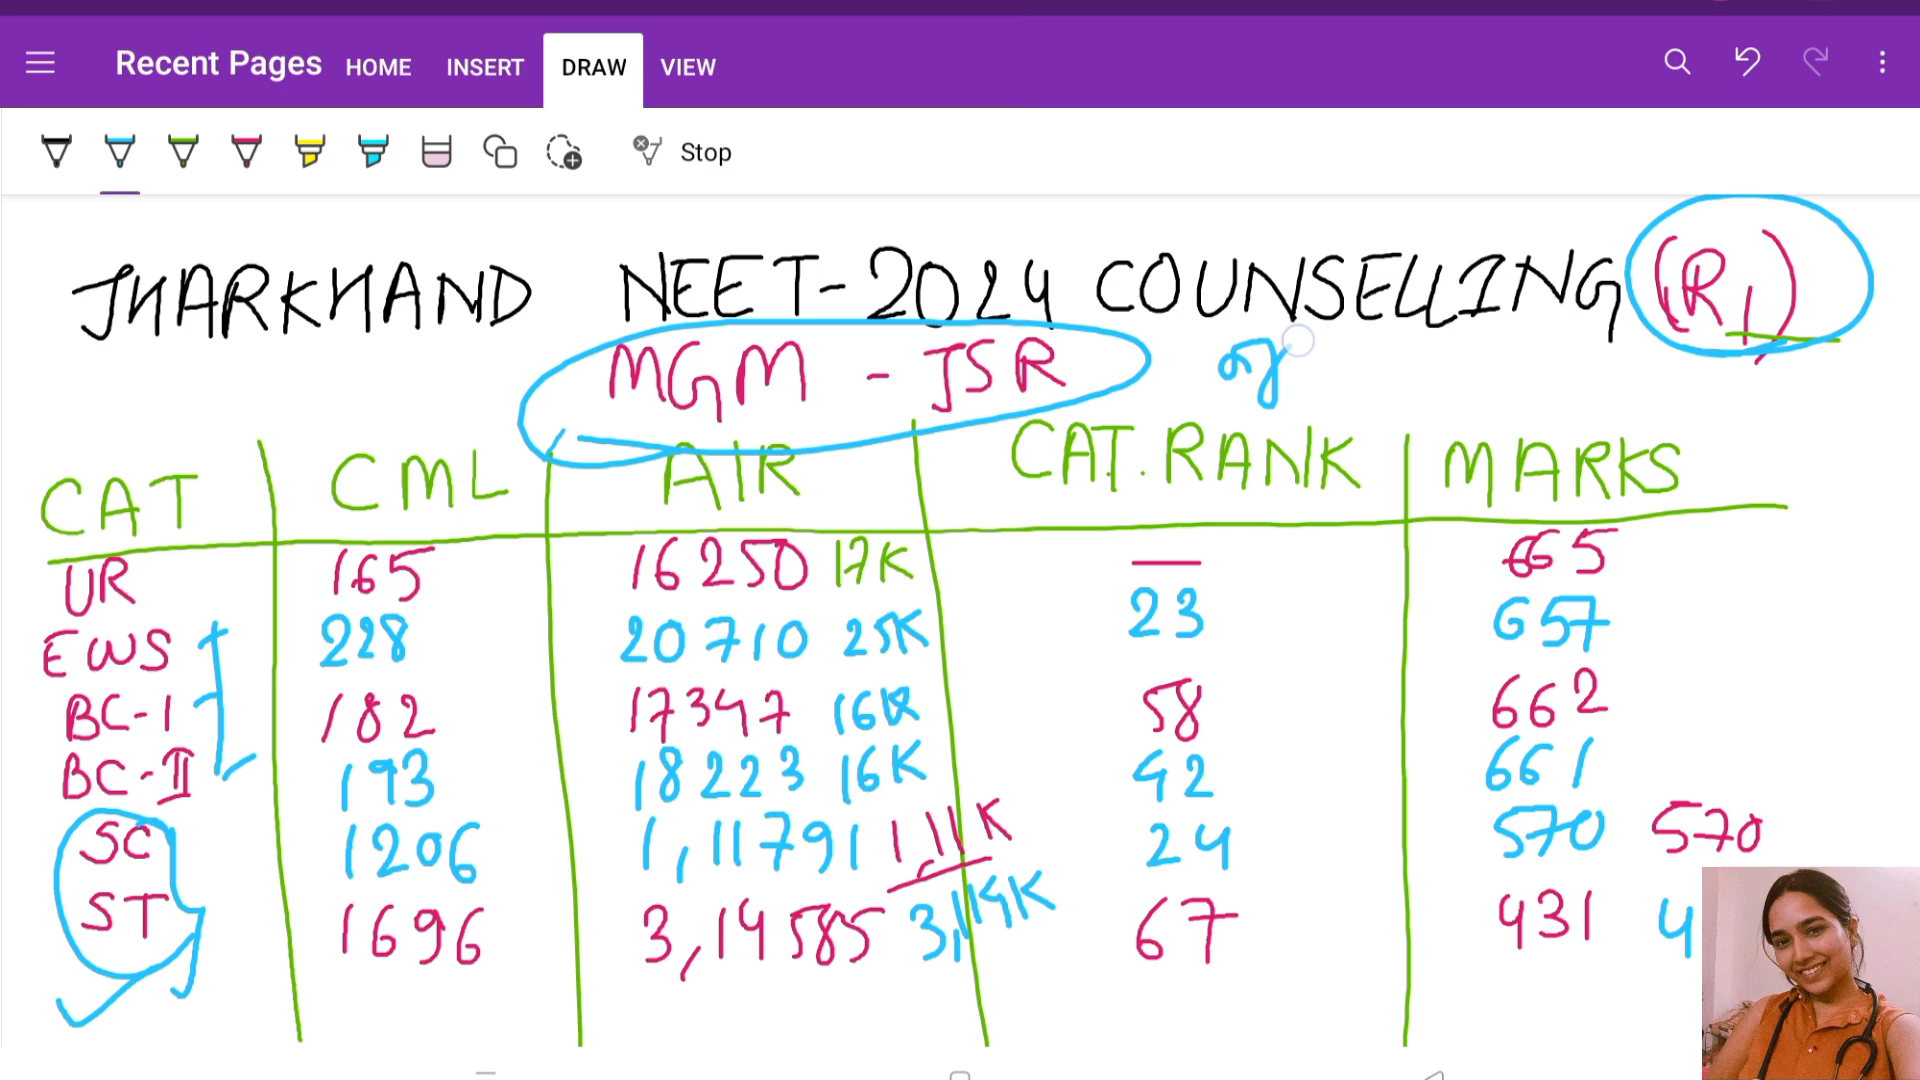 Recent Pages HOME INSERT DRAW VIEW
Stop
JHARKHAND NEET-2024 COUNSELLING (R1)
MGM - JSR
CAT CML AIR CAT.RANK MARKS
UR 165 16250 17K — 665
EWS 228 20710 25K 23 657
BC-I 182 17347 16K 58 662
BC-II 193 18223 16K 42 661
SC 1206 1,11791 1,11K 24 570 570
ST 1696 3,14585 3,14K 67 431 4